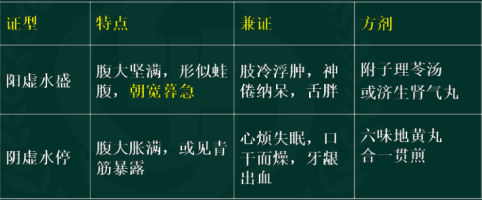 证型 特点 兼证 方剂
阳虚水盛
腹大坚满，形似蛙
腹，朝宽暮急
肢冷浮肿，神
倦纳呆，舌胖
附子理苓汤
或济生肾气丸
阴虚水停
腹大胀满，或见青
筋暴露
心烦失眠，口
干而燥，牙龈
出血
六味地黄丸
合一贯煎